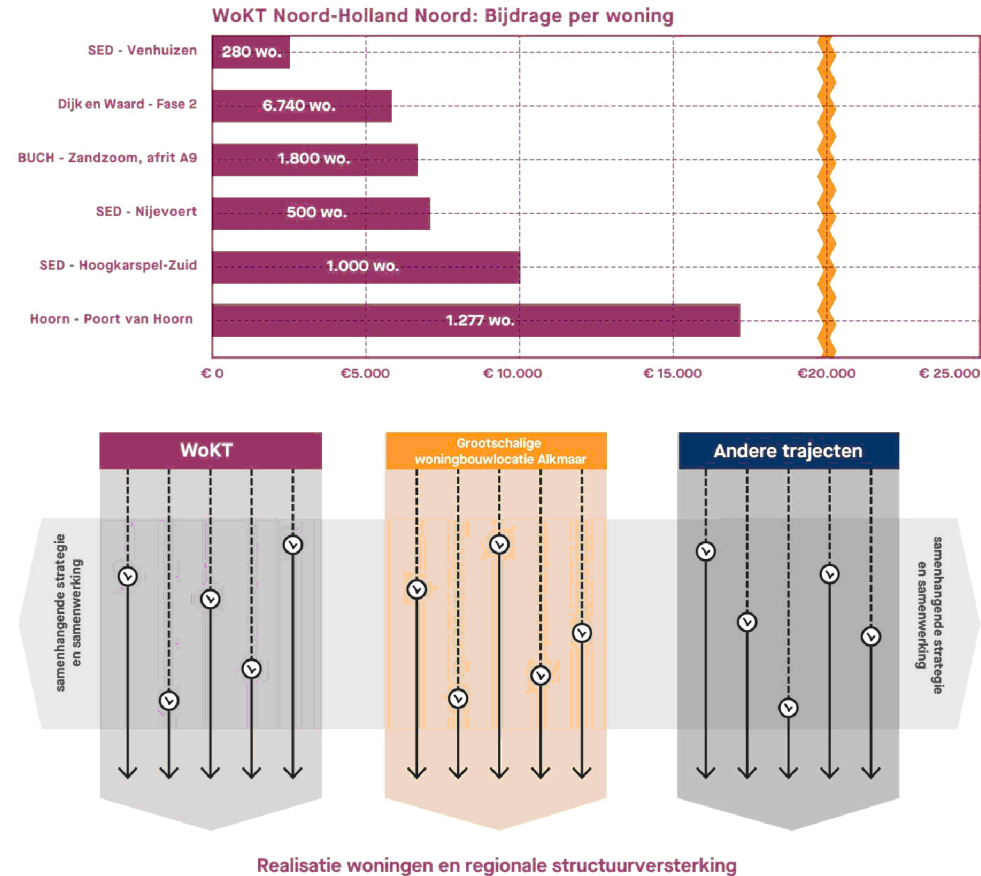 WoKT Noord-Holland Noord: Bijdrage per woning
SED - Venhuizen
280 wo.
Dijk en Waard - Fase 2
6.740 wo.
BUCH - Zandzoom, afrit A9
1.800 wo.
SED - Nijevoert
500 wo.
SED - Hoogkarspel-Zuid
1.000 wo.
Hoorn - Poort van Hoorn
1.277 wo.
€ 0
€5.000
€ 10.000
€ 15.000
€20.000
€ 25.000
WoKT
Grootschalige
woningbouwlocatie Alkmaar
Andere trajecten
samenhangende strategie
en samenwerking
samenhangende strategie
en samenwerking
Realisatie woningen en regionale structuurversterking